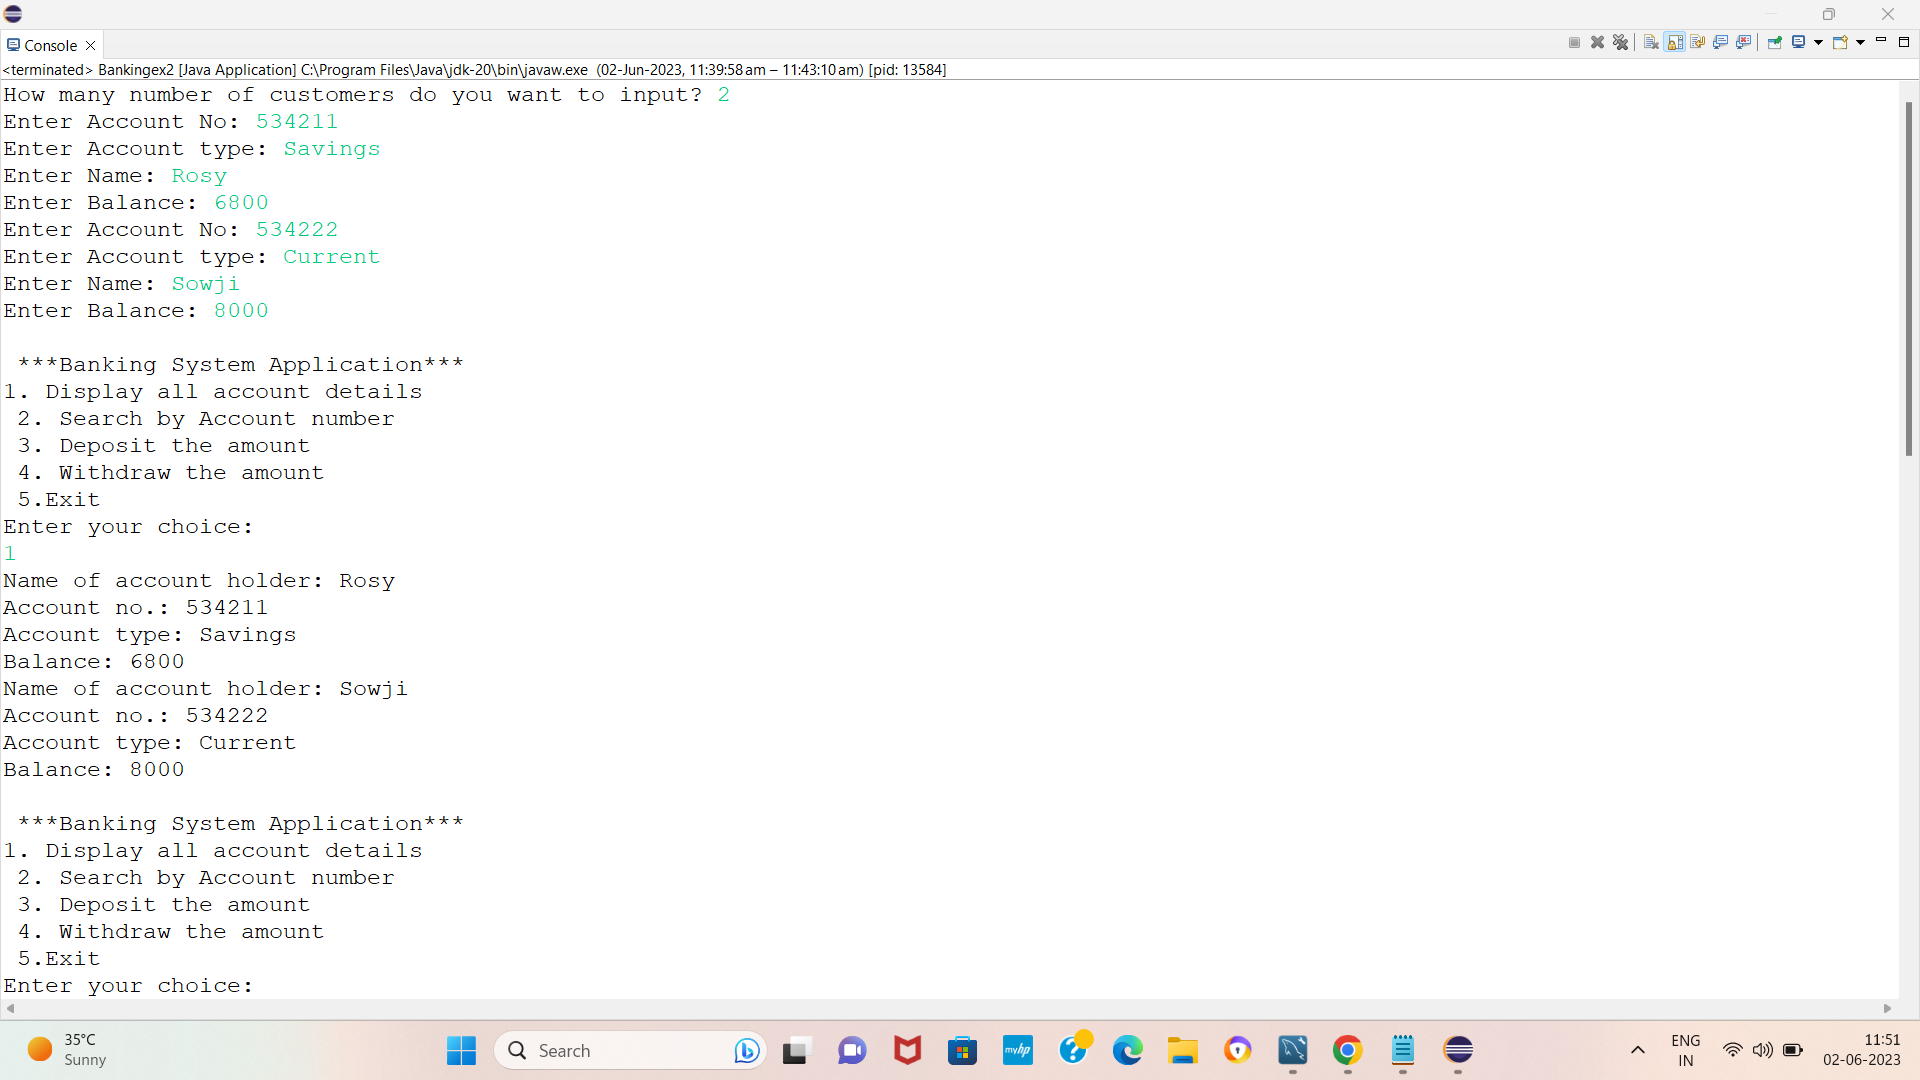 Console
<terminated> Bankingex2 [Java Application] C:\Program Files\Java\jdk-20\bin\javaw.exe (02-Jun-2023, 11:39:58 am – 11:43:10 am) [pid: 13584]
How many number of customers do you want to input? 2
Enter Account No: 534211
Enter Account type: Savings
Enter Name: Rosy
Enter Balance: 6800
Enter Account No: 534222
Enter Account type: Current
Enter Name: Sowji
Enter Balance: 8000
***Banking System Application***
1. Display all account details
2. Search by Account number
3. Deposit the amount
4. Withdraw the amount
5.Exit
Enter your choice:
1
Name of account holder: Rosy
Account no.: 534211
Account type: Savings
Balance: 6800
Name of account holder: Sowji
Account no.: 534222
Account type: Current
Balance: 8000
***Banking System Application***
1. Display all account details
2. Search by Account number
3. Deposit the amount
4. Withdraw the amount
5.Exit
Enter your choice:
35°C
Sunny
Search
myhp
ENG
IN
11:51
02-06-2023